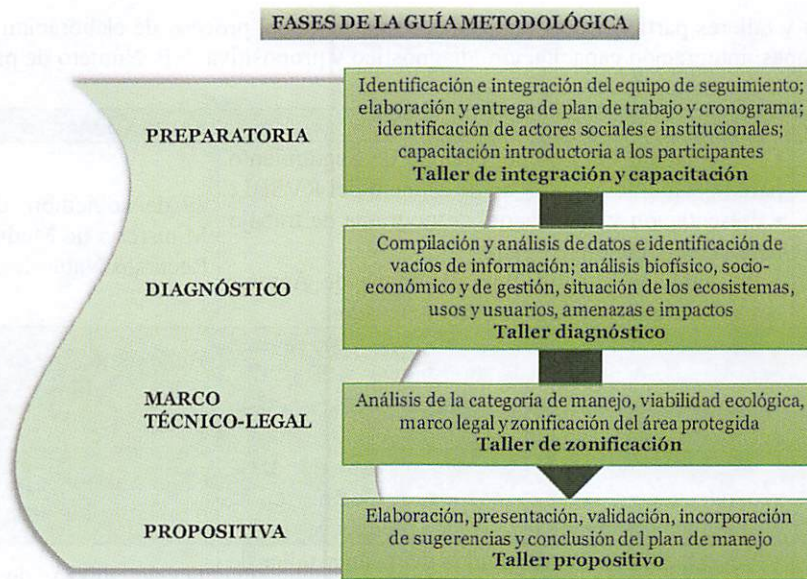 FASES DE LA GUÍA METODOLÓGICA
PREPARATORIA
Identificación e integración del equipo de seguimiento;
elaboración y entrega de plan de trabajo y cronograma;
identificación de actores sociales e institucionales;
capacitación introductoria a los participantes
Taller de integración y capacitación
DIAGNÓSTICO
Compilación y análisis de datos e identificación de
vacíos de información; análisis biofísico, socio-
económico y de gestión, situación de los ecosistemas,
usos y usuarios, amenazas e impactos
Taller diagnóstico
MARCO
TÉCNICO-LEGAL
Análisis de la categoría de manejo, viabilidad ecológica,
marco legal y zonificación del área protegida
Taller de zonificación
PROPOSITIVA
Elaboración, presentación, validación, incorporación
de sugerencias y conclusión del plan de manejo
Taller propositivo